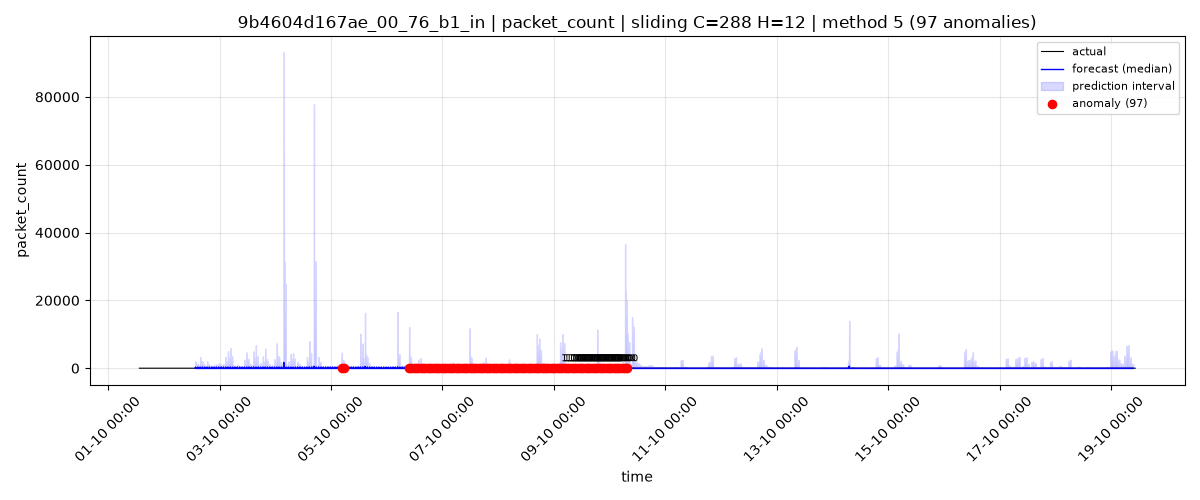 9b4604d167ae_00_76_b1_in | packet_count | sliding C=288 H=12 | method 5 (97 anomalies)
actual
forecast (median)
prediction interval
anomaly (97)
packet_count
80000
60000
40000
20000
0
01-10 00:00
03-10 00:00
05-10 00:00
07-10 00:00
09-10 00:00
11-10 00:00
13-10 00:00
15-10 00:00
17-10 00:00
19-10 00:00
time